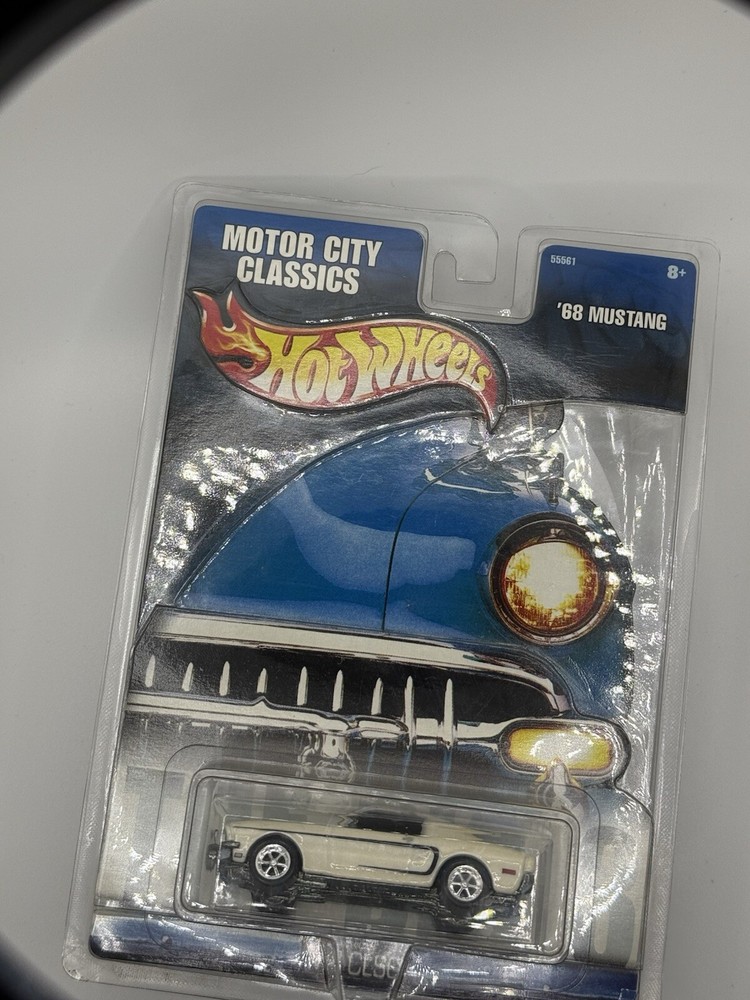 MOTOR CITY
CLASSICS
55561
8+
'68 MUSTANG
HOT WHEELS